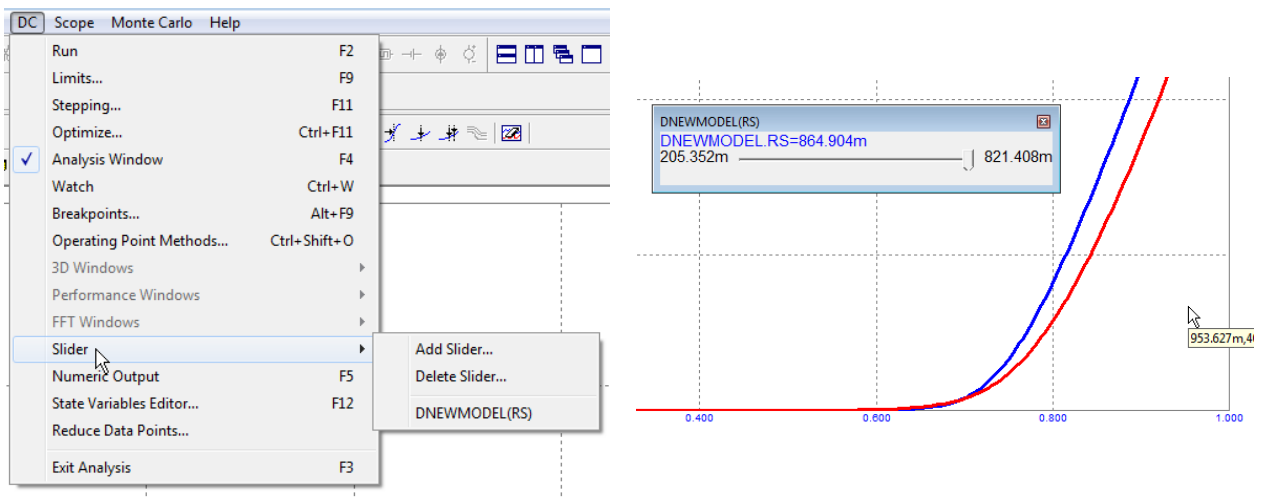 DC Scope Monte Carlo Help
Run F2
Limits... F9
Stepping... F11
Optimize... Ctrl+F11
Analysis Window F4
Watch Ctrl+W
Breakpoints... Alt+F9
Operating Point Methods... Ctrl+Shift+O
3D Windows
Performance Windows
FFT Windows
Slider
Numeric Output F5
State Variables Editor... F12
Reduce Data Points...
Exit Analysis F3
Add Slider...
Delete Slider...
DNEWMODEL(RS)
DNEWMODEL(RS)
DNEWMODEL.RS=864.904m
205.352m 821.408m
953.627m,4
0.400 0.600 0.800 1.000